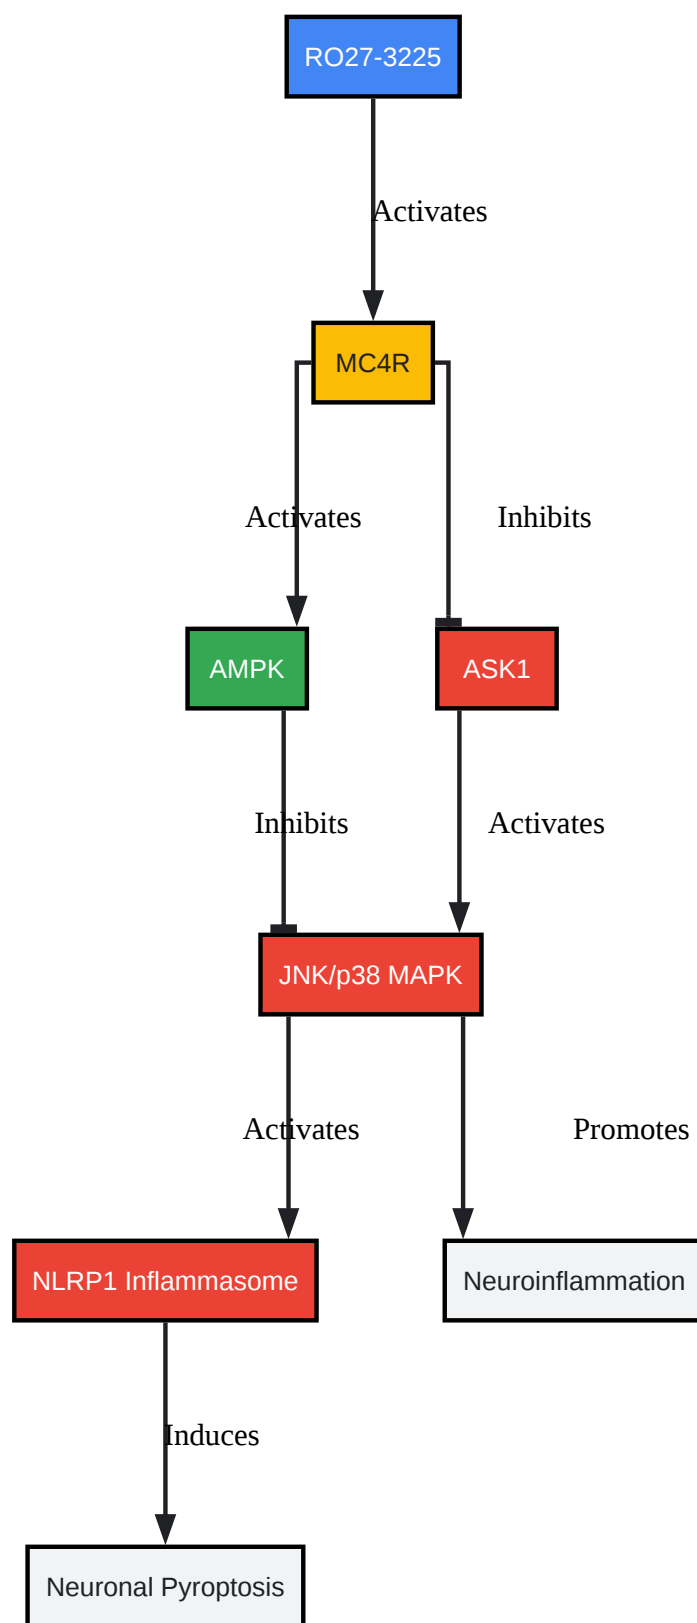 RO27-3225
Activates
MC4R
Activates
Inhibits
AMPK
ASK1
Inhibits
Activates
JNK/p38 MAPK
Activates
Promotes
NLRP1 Inflammasome
Neuroinflammation
Induces
Neuronal Pyroptosis